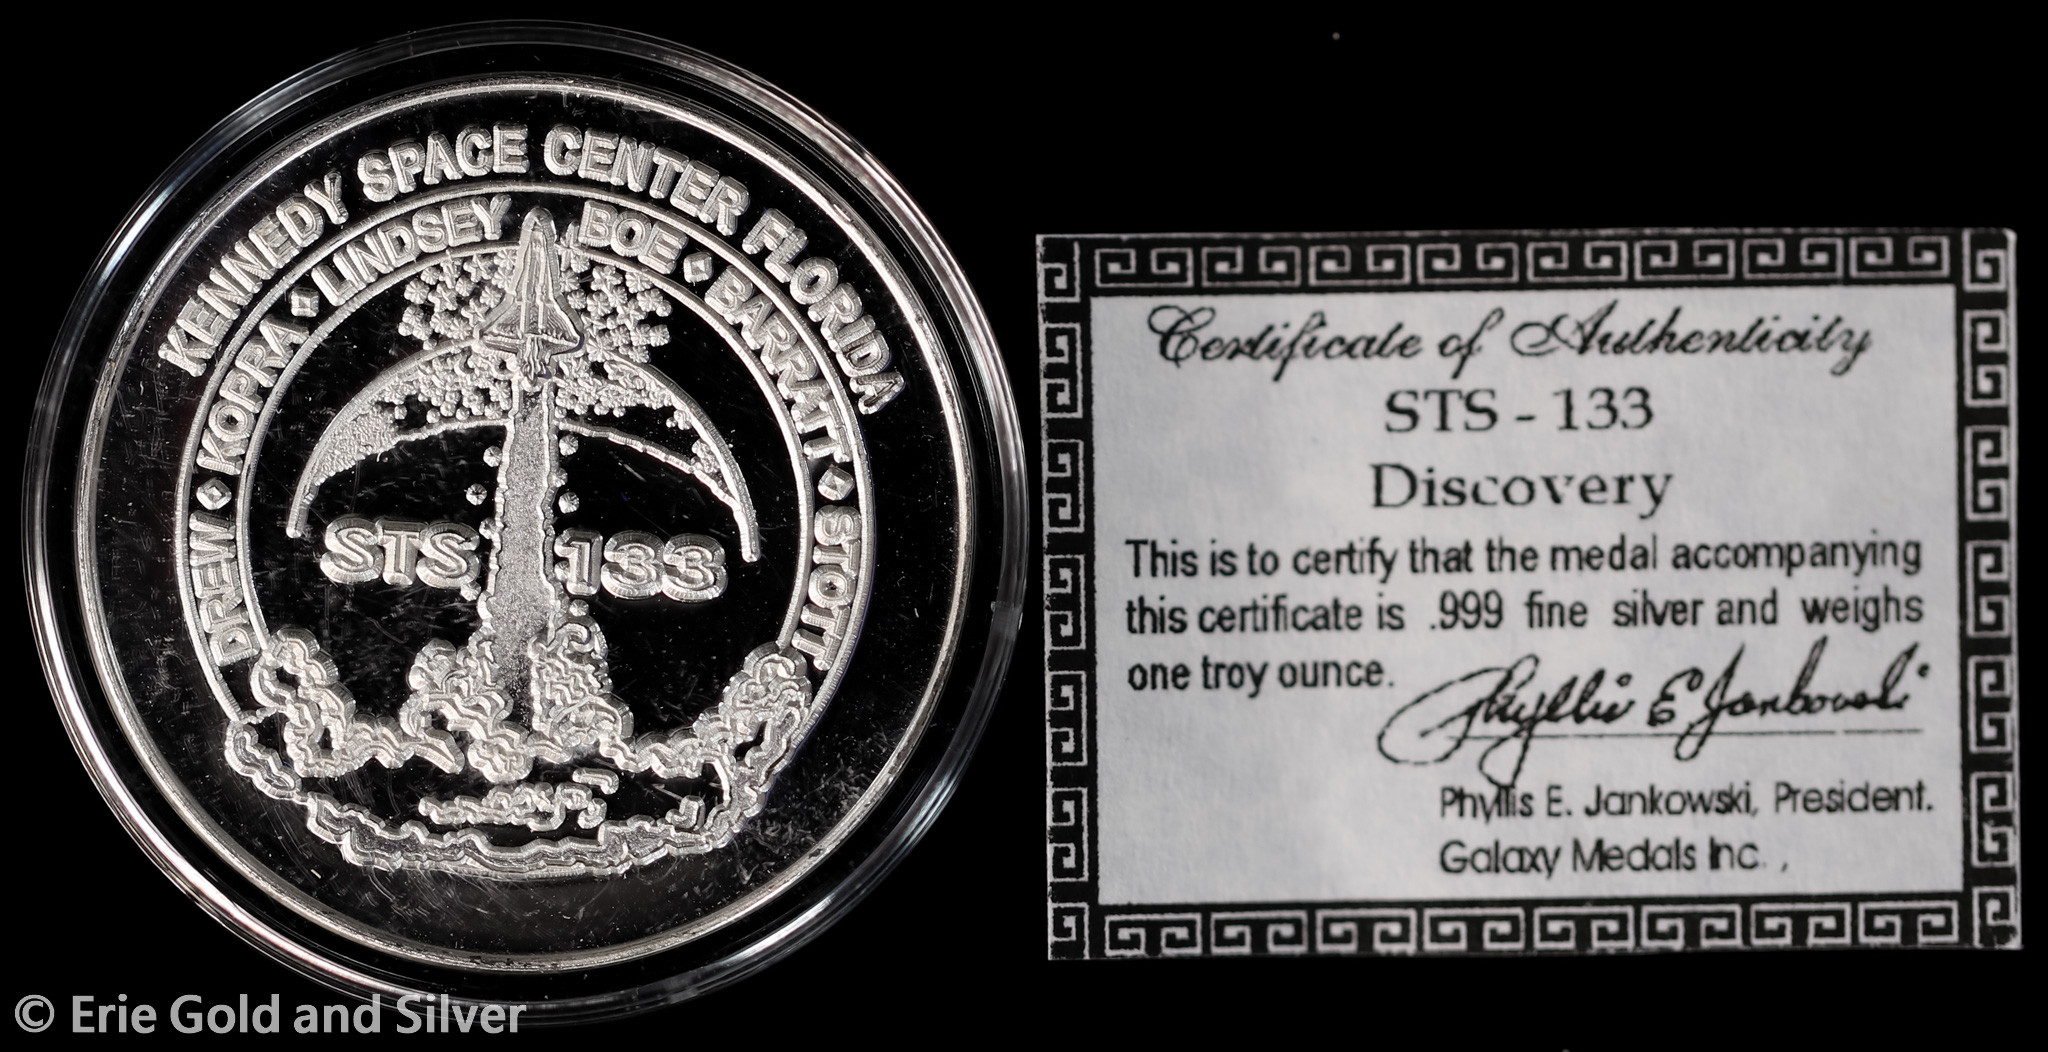 KENNEDY SPACE CENTER FLORIDA
DREW ⬥ KOPRA ⬥ LINDSEY BOE ⬥ BARRATT ⬥ STOTT
STS 133
Certificate of Authenticity
STS - 133
Discovery
This is to certify that the medal accompanying
this certificate is .999 fine silver and weighs
one troy ounce.
Phyllis E Jankowski
Phyllis E. Jankowski, President.
Galaxy Medals Inc. ,
© Erie Gold and Silver